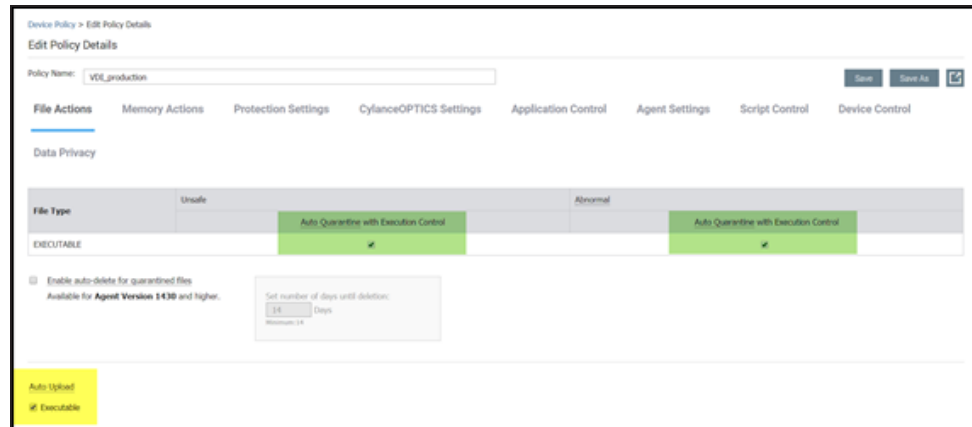 Device Policy > Edit Policy Details
Edit Policy Details
Policy Name: VDI_production Save Save As
File Actions Memory Actions Protection Settings CylanceOPTICS Settings Application Control Agent Settings Script Control Device Control
Data Privacy
File Type Unsafe Abnormal
Auto Quarantine with Execution Control Auto Quarantine with Execution Control
EXECUTABLE
Enable auto-delete for quarantined files
Available for Agent Version 1430 and higher.
Set number of days until deletion:
14 Days
Minimum: 14
Auto Upload
Executable